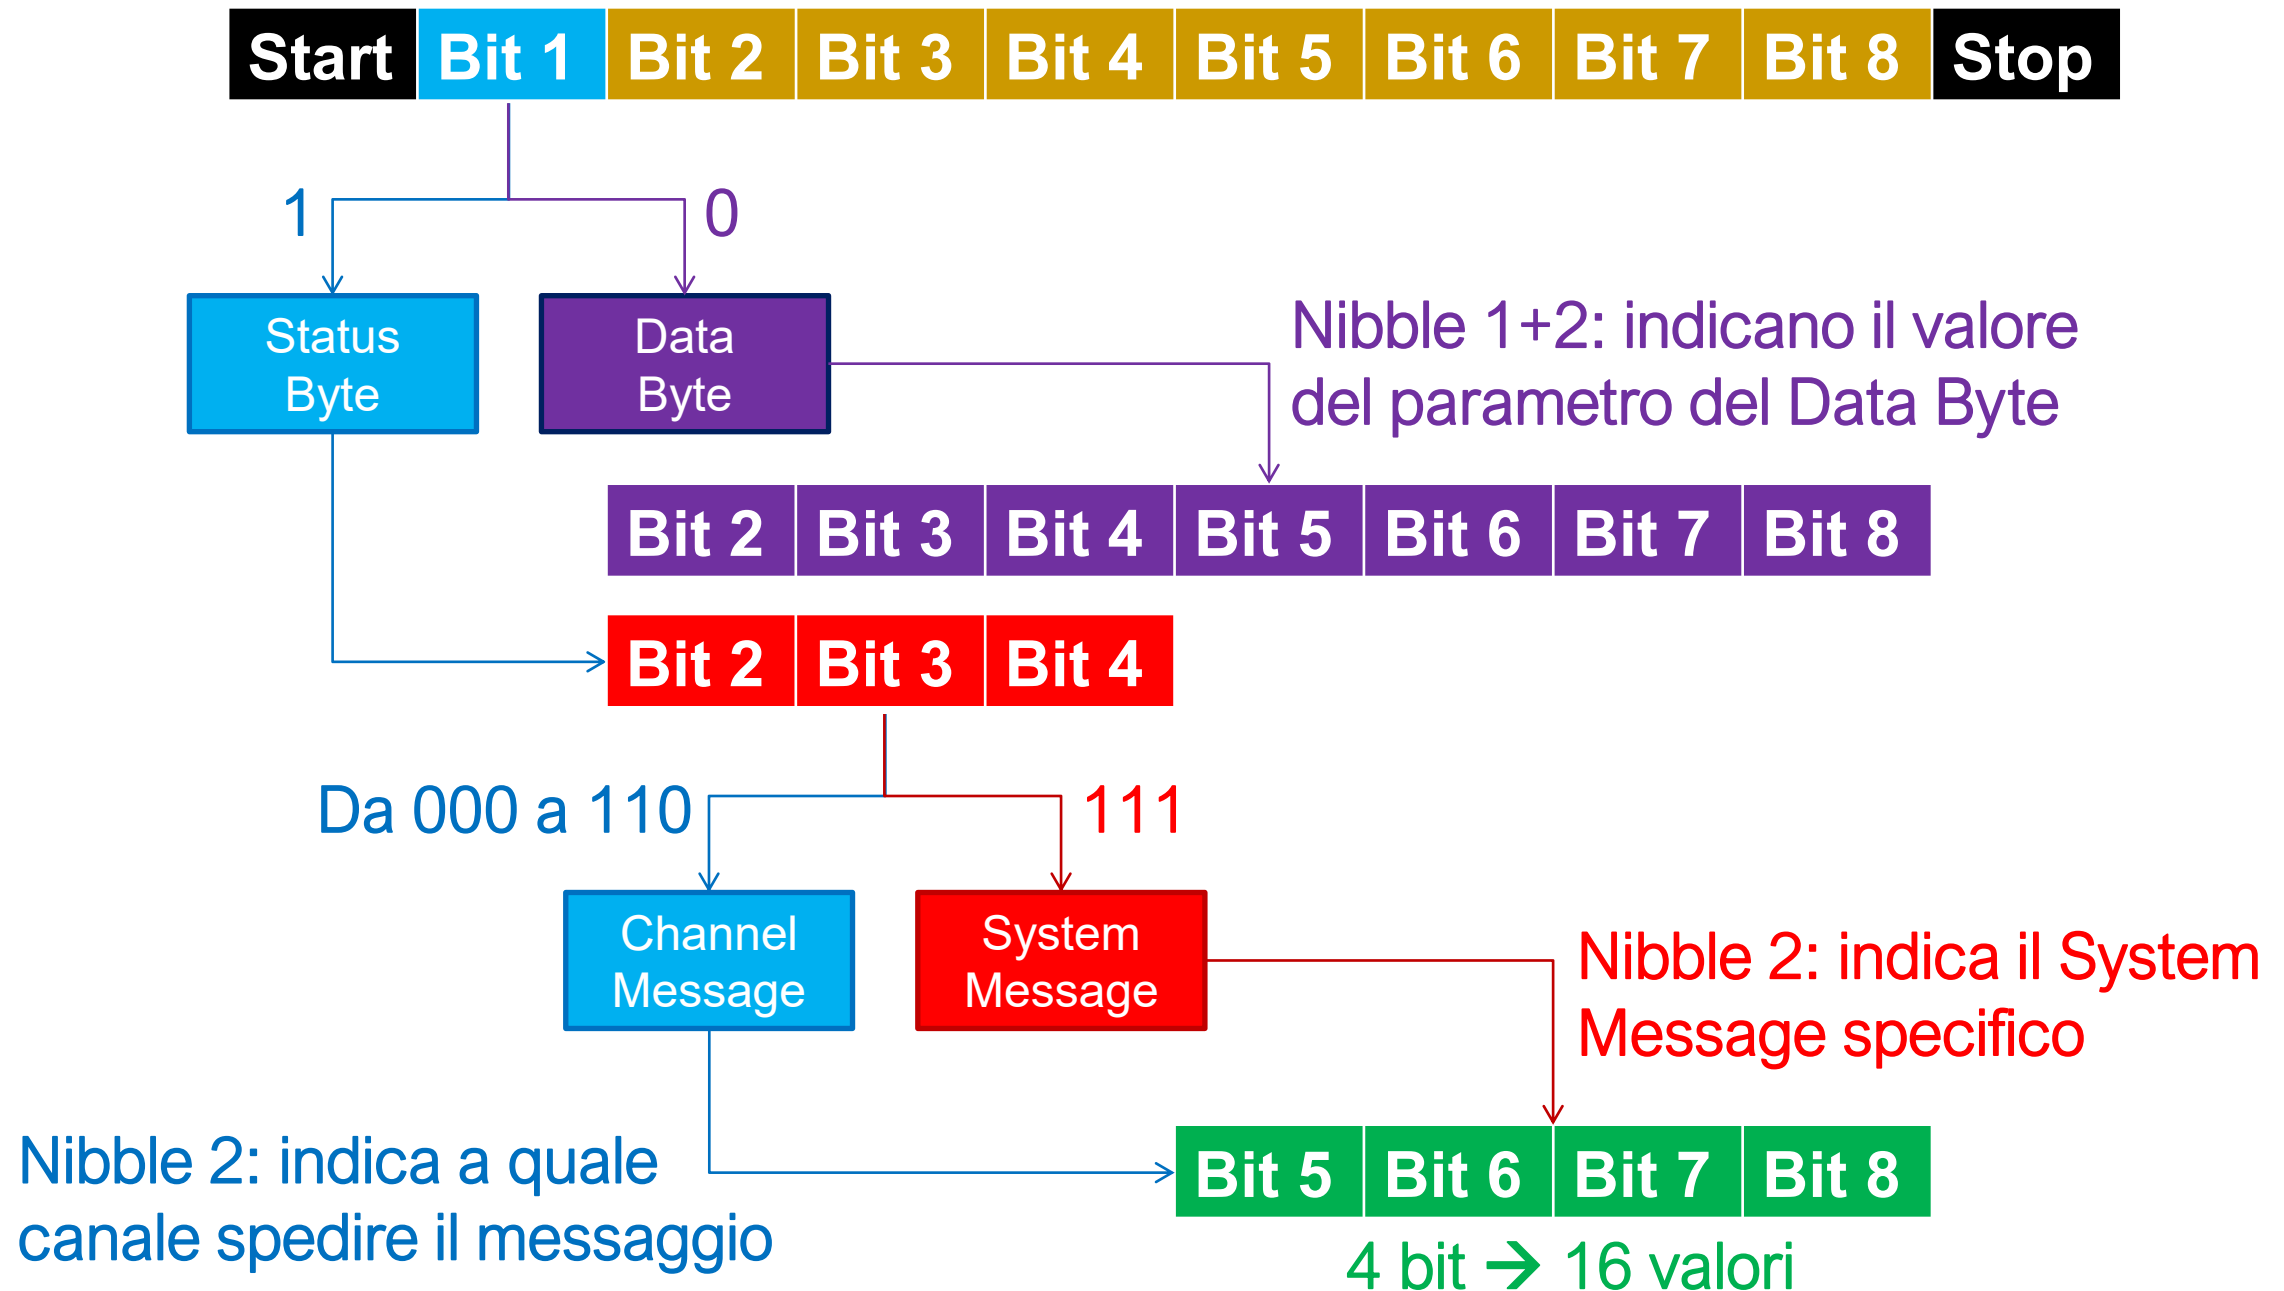 Start Bit 1 Bit 2 Bit 3 Bit 4 Bit 5 Bit 6 Bit 7 Bit 8 Stop
1
0
Status
Byte
Data
Byte
Nibble 1+2: indicano il valore
del parametro del Data Byte
Bit 2 Bit 3 Bit 4 Bit 5 Bit 6 Bit 7 Bit 8
Bit 2 Bit 3 Bit 4
Da 000 a 110
111
Channel
Message
System
Message
Nibble 2: indica il System
Message specifico
Nibble 2: indica a quale
canale spedire il messaggio
Bit 5 Bit 6 Bit 7 Bit 8
4 bit → 16 valori